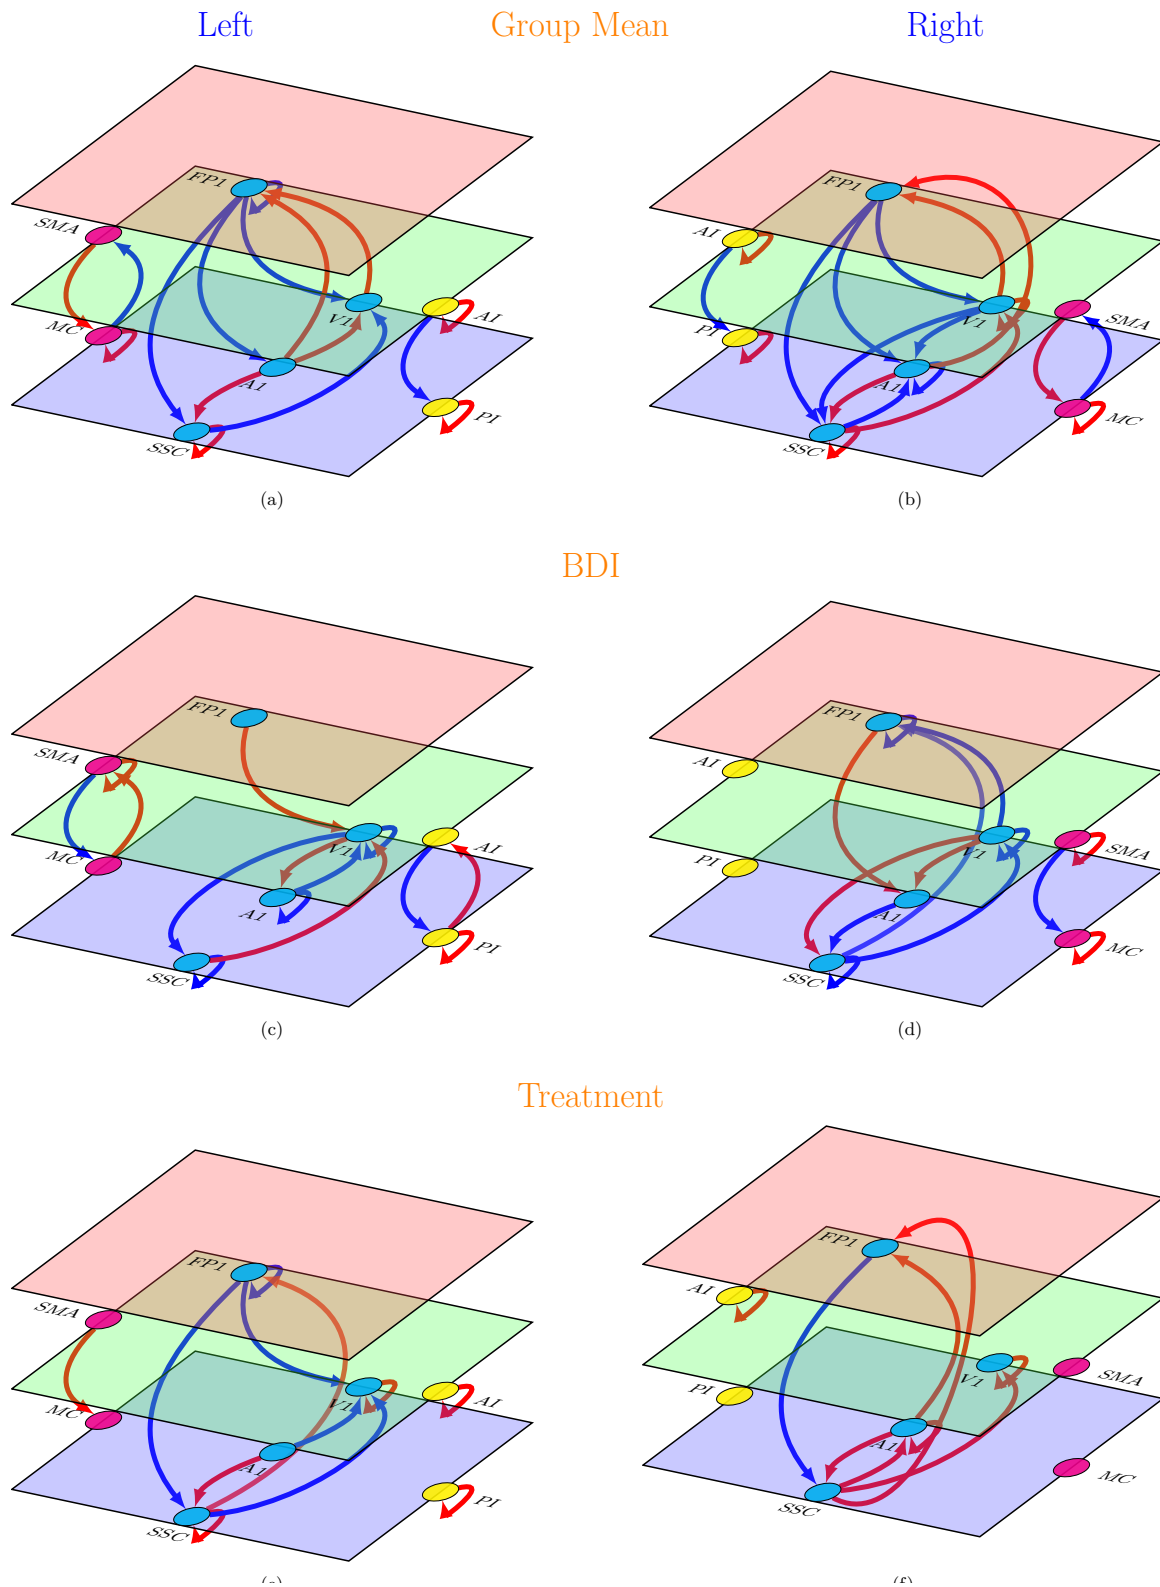 Left Group Mean Right
FP1 FP1
SMA AI
MC V1 AI PI V1 SMA
A1 PI A1 MC
SSC SSC
(a) (b)
BDI
FP1 FP1
SMA AI
MC V1 AI PI V1 SMA
A1 PI A1 MC
SSC SSC
(c) (d)
Treatment
FP1 FP1
SMA AI
MC V1 AI PI V1 SMA
A1 PI A1 MC
SSC SSC